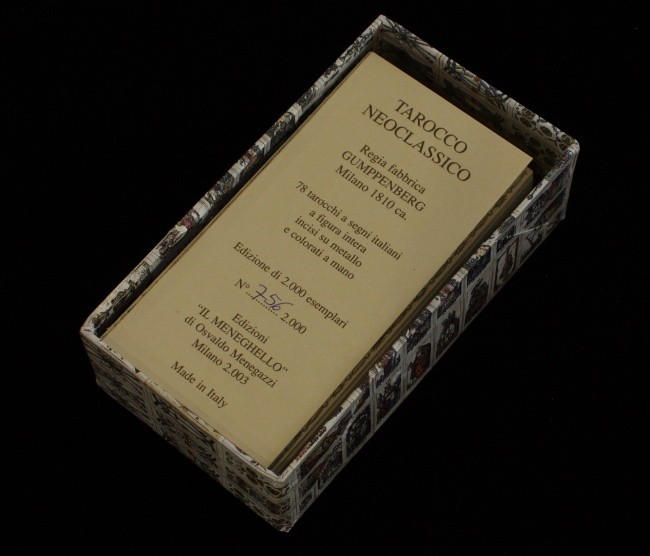 TAROCCO
NEOCLASSICO
Regia fabbrica
GUMPPENBERG
Milano 1810 ca.
78 tarocchi a segni italiani
a figura intera
incisi su metallo
e colorati a mano
Edizione di 2.000 esemplari
N° 756 2.000
Edizioni
"IL MENEGHELLO"
di Osvaldo Menegazzi
Milano 2.003
Made in Italy